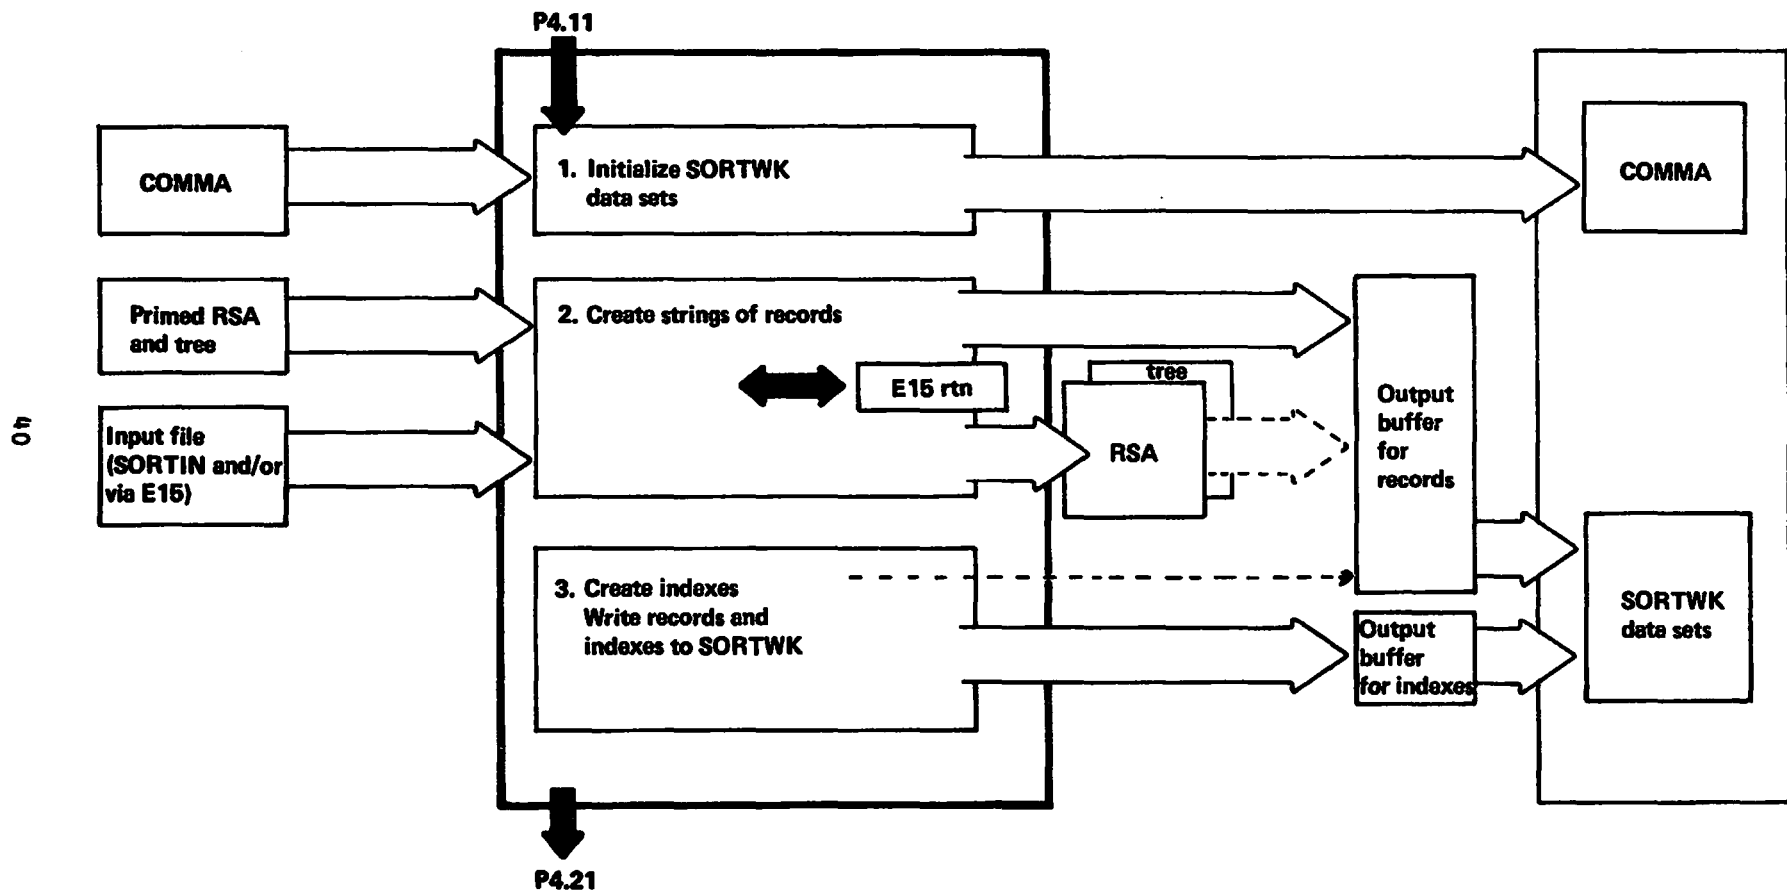 P4.11
COMMA
1. Initialize SORTWK
data sets
COMMA
Primed RSA
and tree
2. Create strings of records
E15 rtn
tree
RSA
Output
buffer
for
records
Input file
(SORTIN and/or
via E15)
40
3. Create indexes
Write records and
indexes to SORTWK
Output
buffer
for indexes
SORTWK
data sets
P4.21